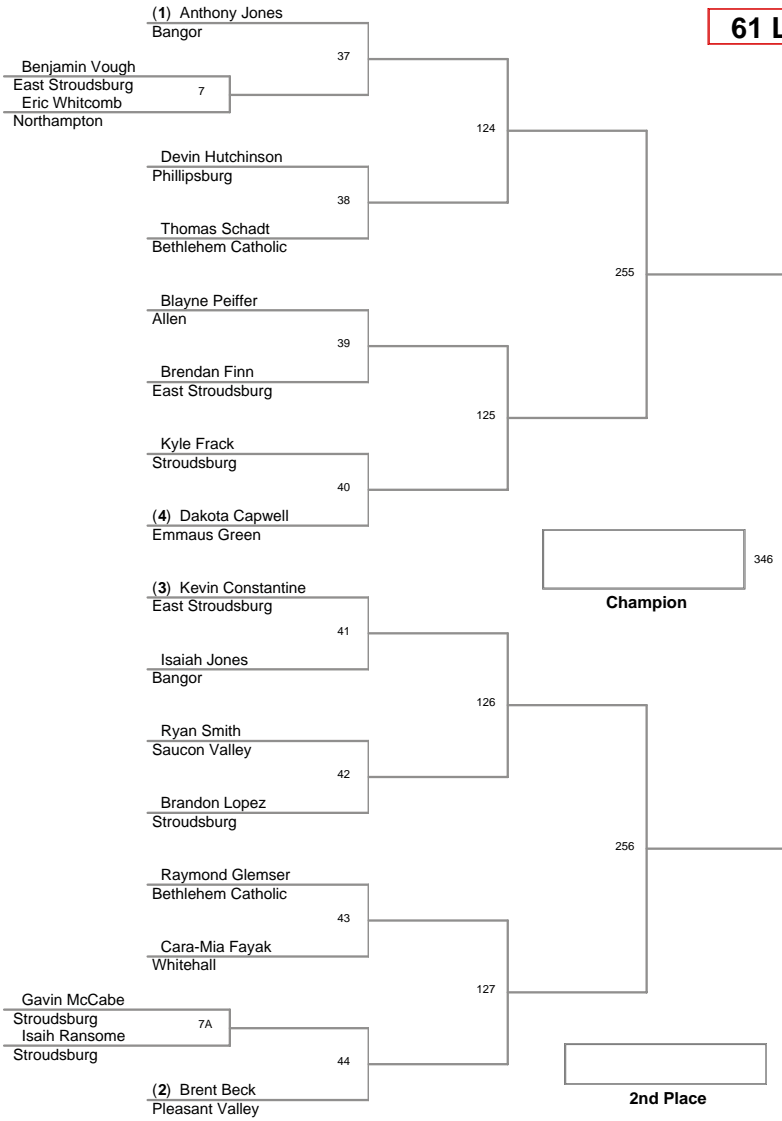 (1) Anthony Jones
Bangor
61 L
37
Benjamin Vough
East Stroudsburg
7
Eric Whitcomb
Northampton
124
Devin Hutchinson
Phillipsburg
38
Thomas Schadt
Bethlehem Catholic
255
Blayne Peiffer
Allen
39
Brendan Finn
East Stroudsburg
125
Kyle Frack
Stroudsburg
40
(4) Dakota Capwell
Emmaus Green
346
Champion
(3) Kevin Constantine
East Stroudsburg
41
Isaiah Jones
Bangor
126
Ryan Smith
Saucon Valley
42
Brandon Lopez
Stroudsburg
256
Raymond Glemser
Bethlehem Catholic
43
Cara-Mia Fayak
Whitehall
127
Gavin McCabe
Stroudsburg
7A
Isaih Ransome
Stroudsburg
44
(2) Brent Beck
Pleasant Valley
2nd Place